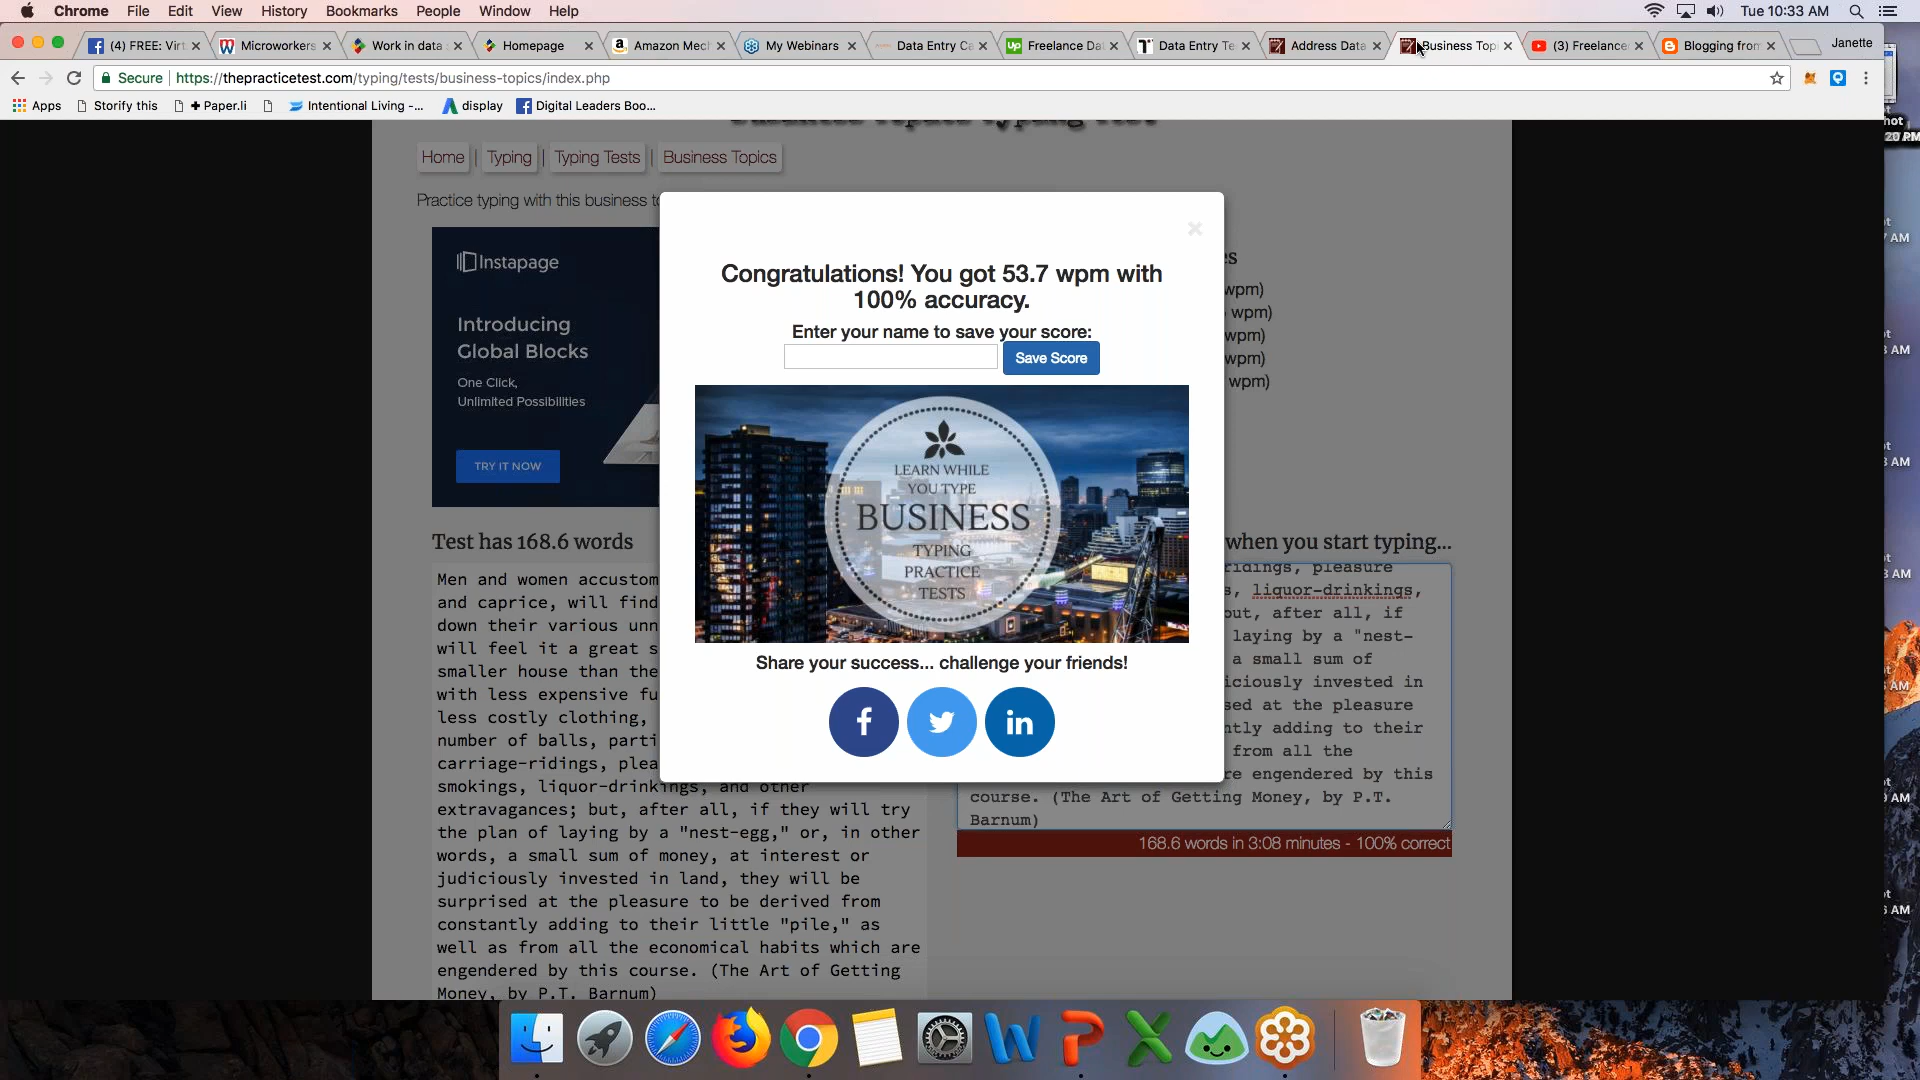 Chrome File Edit View History Bookmarks People Window Help
Tue 10:33 AM
(4) FREE: Virt
Microworkers
Work in data
Homepage
Amazon Mec
My Webinars
Data Entry Ca
Freelance Da
Data Entry Te
Address Data
Business Topi
(3) Freelance
Blogging from
Janette
Secure https://thepracticetest.com/typing/tests/business-topics/index.php
Apps Storify this + Paper.li Intentional Living -... display Digital Leaders Boo...
Home | Typing | Typing Tests | Business Topics
Practice typing with this business to
Instapage
Introducing
Global Blocks
One Click,
Unlimited Possibilities
TRY IT NOW
Congratulations! You got 53.7 wpm with
100% accuracy.
Enter your name to save your score:
Save Score
LEARN WHILE
YOU TYPE
BUSINESS
TYPING
PRACTICE
TESTS
Share your success... challenge your friends!
wpm)
wpm)
wpm)
wpm)
wpm)
Test has 168.6 words
Men and women accustom
and caprice, will find
down their various unn
will feel it a great s
smaller house than the
with less expensive fu
less costly clothing,
number of balls, parti
carriage-ridings, plea
smokings, liquor-drinkings, and other
extravagances; but, after all, if they will try
the plan of laying by a "nest-egg," or, in other
words, a small sum of money, at interest or
judiciously invested in land, they will be
surprised at the pleasure to be derived from
constantly adding to their little "pile," as
well as from all the economical habits which are
engendered by this course. (The Art of Getting
Money, by P.T. Barnum)
when you start typing...
ridings, pleasure
s, liquor-drinkings,
out, after all, if
laying by a "nest-
a small sum of
iciously invested in
sed at the pleasure
ntly adding to their
from all the
re engendered by this
course. (The Art of Getting Money, by P.T.
Barnum)
168.6 words in 3:08 minutes - 100% correct